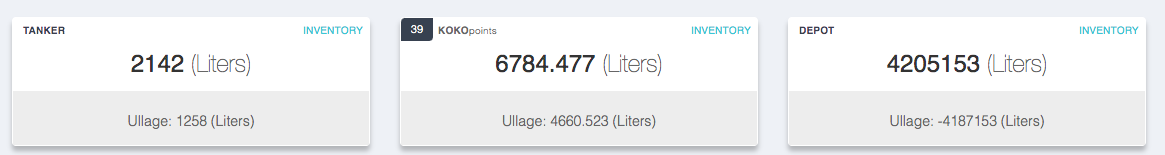 TANKER INVENTORY
2142 (Liters)
Ullage: 1258 (Liters)
39 KOKOpoints INVENTORY
6784.477 (Liters)
Ullage: 4660.523 (Liters)
DEPOT INVENTORY
4205153 (Liters)
Ullage: -4187153 (Liters)